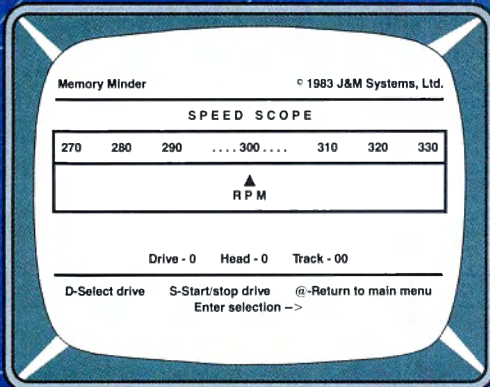 Memory Minder © 1983 J&M Systems, Ltd.
SPEED SCOPE
270 280 290 ....300.... 310 320 330
▲
RPM
Drive - 0 Head - 0 Track - 00
D-Select drive S-Start/stop drive @-Return to main menu
Enter selection -->